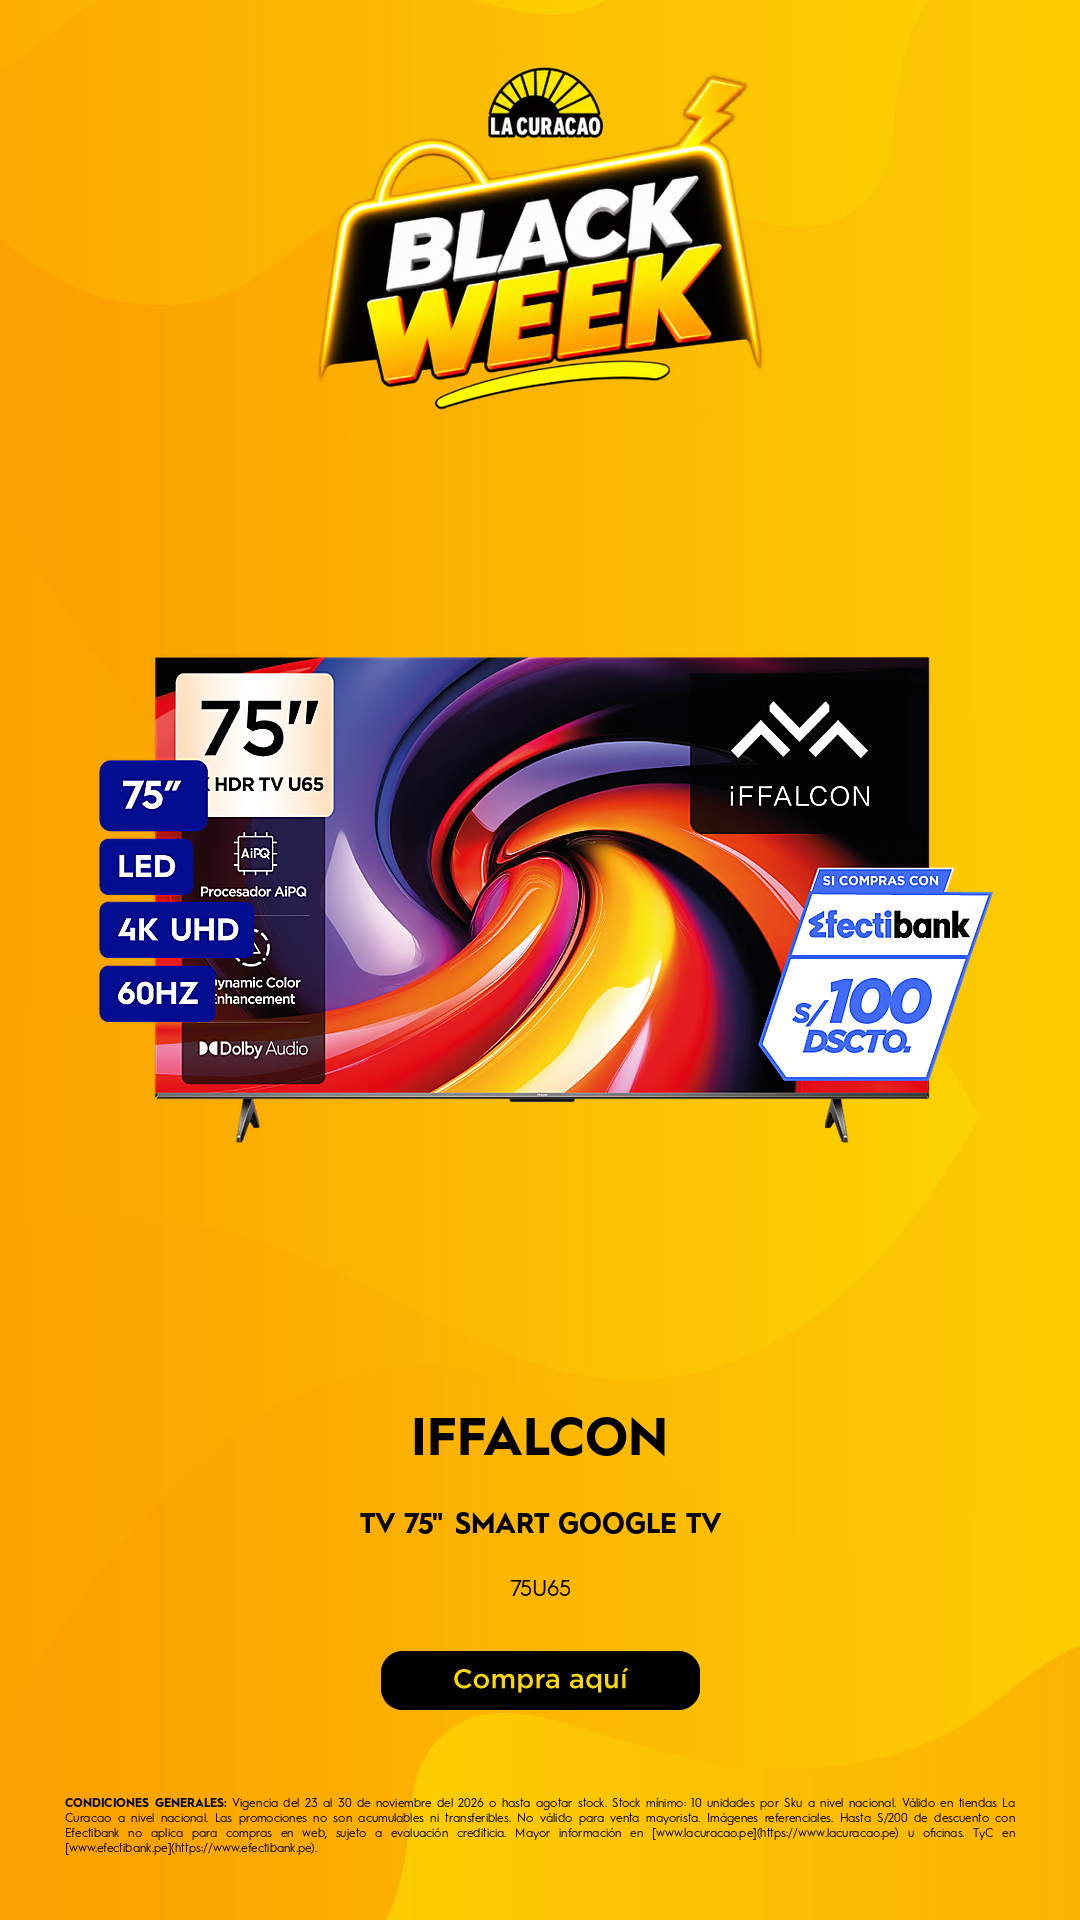 LA CURACAO
BLACK
WEEK
75"
HDR TV U65
iFFALCON
75"
AiPQ
LED
Procesador AiPQ
SI COMPRAS CON
Efectibank
4K UHD
Dynamic Color
Enhancement
60HZ
S/100
DSCTO.
Dolby Audio
IFFALCON
TV 75" SMART GOOGLE TV
75U65
Compra aquí
CONDICIONES GENERALES: Vigencia del 23 al 30 de noviembre del 2026 o hasta agotar stock. Stock mínimo: 10 unidades por Sku a nivel nacional. Válido en tiendas La
Curacao a nivel nacional. Las promociones no son acumulables ni transferibles. No válido para venta mayorista. Imágenes referenciales. Hasta S/200 de descuento con
Efectibank no aplica para compras en web, sujeto a evaluación crediticia. Mayor información en [www.lacuracao.pe](https://www.lacuracao.pe) u oficinas. TyC en
[www.efectibank.pe](https://www.efectibank.pe).